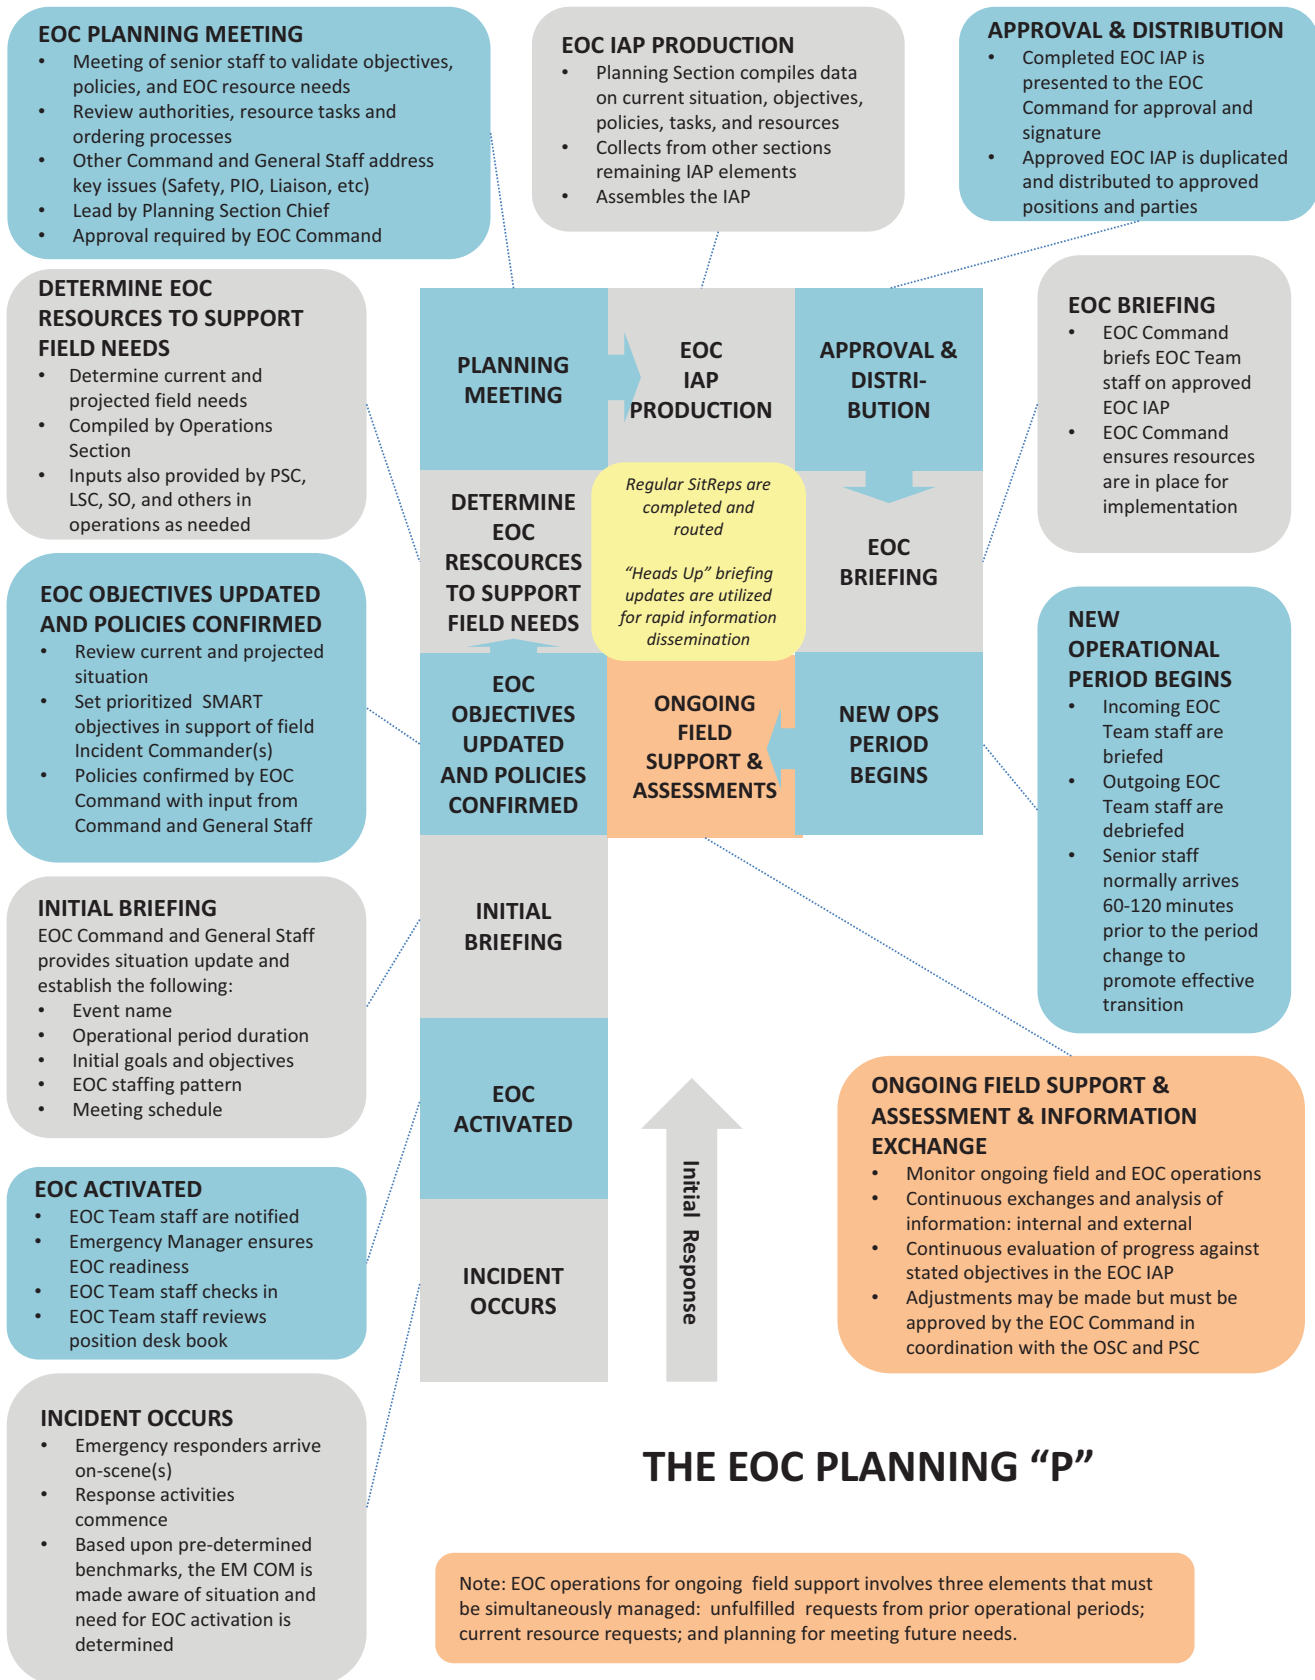 EOC PLANNING MEETING
• Meeting of senior staff to validate objectives,
policies, and EOC resource needs
• Review authorities, resource tasks and
ordering processes
• Other Command and General Staff address
key issues (Safety, PIO, Liaison, etc)
• Lead by Planning Section Chief
• Approval required by EOC Command
EOC IAP PRODUCTION
• Planning Section compiles data
on current situation, objectives,
policies, tasks, and resources
• Collects from other sections
remaining IAP elements
• Assembles the IAP
APPROVAL & DISTRIBUTION
• Completed EOC IAP is
presented to the EOC
Command for approval and
signature
• Approved EOC IAP is duplicated
and distributed to approved
positions and parties
DETERMINE EOC
RESOURCES TO SUPPORT
FIELD NEEDS
• Determine current and
projected field needs
• Compiled by Operations
Section
• Inputs also provided by PSC,
LSC, SO, and others in
operations as needed
PLANNING
MEETING
EOC
IAP
PRODUCTION
APPROVAL &
DISTRI-
BUTION
EOC BRIEFING
• EOC Command
briefs EOC Team
staff on approved
EOC IAP
• EOC Command
ensures resources
are in place for
implementation
DETERMINE
EOC
RESCOURCES
TO SUPPORT
FIELD NEEDS
Regular SitReps are
completed and
routed
“Heads Up” briefing
updates are utilized
for rapid information
dissemination
EOC
BRIEFING
EOC OBJECTIVES UPDATED
AND POLICIES CONFIRMED
• Review current and projected
situation
• Set prioritized SMART
objectives in support of field
Incident Commander(s)
• Policies confirmed by EOC
Command with input from
Command and General Staff
EOC
OBJECTIVES
UPDATED
AND POLICIES
CONFIRMED
ONGOING
FIELD
SUPPORT &
ASSESSMENTS
NEW OPS
PERIOD
BEGINS
NEW
OPERATIONAL
PERIOD BEGINS
• Incoming EOC
Team staff are
briefed
• Outgoing EOC
Team staff are
debriefed
• Senior staff
normally arrives
60-120 minutes
prior to the period
change to
promote effective
transition
INITIAL BRIEFING
EOC Command and General Staff
provides situation update and
establish the following:
• Event name
• Operational period duration
• Initial goals and objectives
• EOC staffing pattern
• Meeting schedule
INITIAL
BRIEFING
EOC
ACTIVATED
Initial Response
ONGOING FIELD SUPPORT &
ASSESSMENT & INFORMATION
EXCHANGE
• Monitor ongoing field and EOC operations
• Continuous exchanges and analysis of
information: internal and external
• Continuous evaluation of progress against
stated objectives in the EOC IAP
• Adjustments may be made but must be
approved by the EOC Command in
coordination with the OSC and PSC
EOC ACTIVATED
• EOC Team staff are notified
• Emergency Manager ensures
EOC readiness
• EOC Team staff checks in
• EOC Team staff reviews
position desk book
INCIDENT
OCCURS
INCIDENT OCCURS
• Emergency responders arrive
on-scene(s)
• Response activities
commence
• Based upon pre-determined
benchmarks, the EM COM is
made aware of situation and
need for EOC activation is
determined
THE EOC PLANNING “P”
Note: EOC operations for ongoing field support involves three elements that must
be simultaneously managed: unfulfilled requests from prior operational periods;
current resource requests; and planning for meeting future needs.